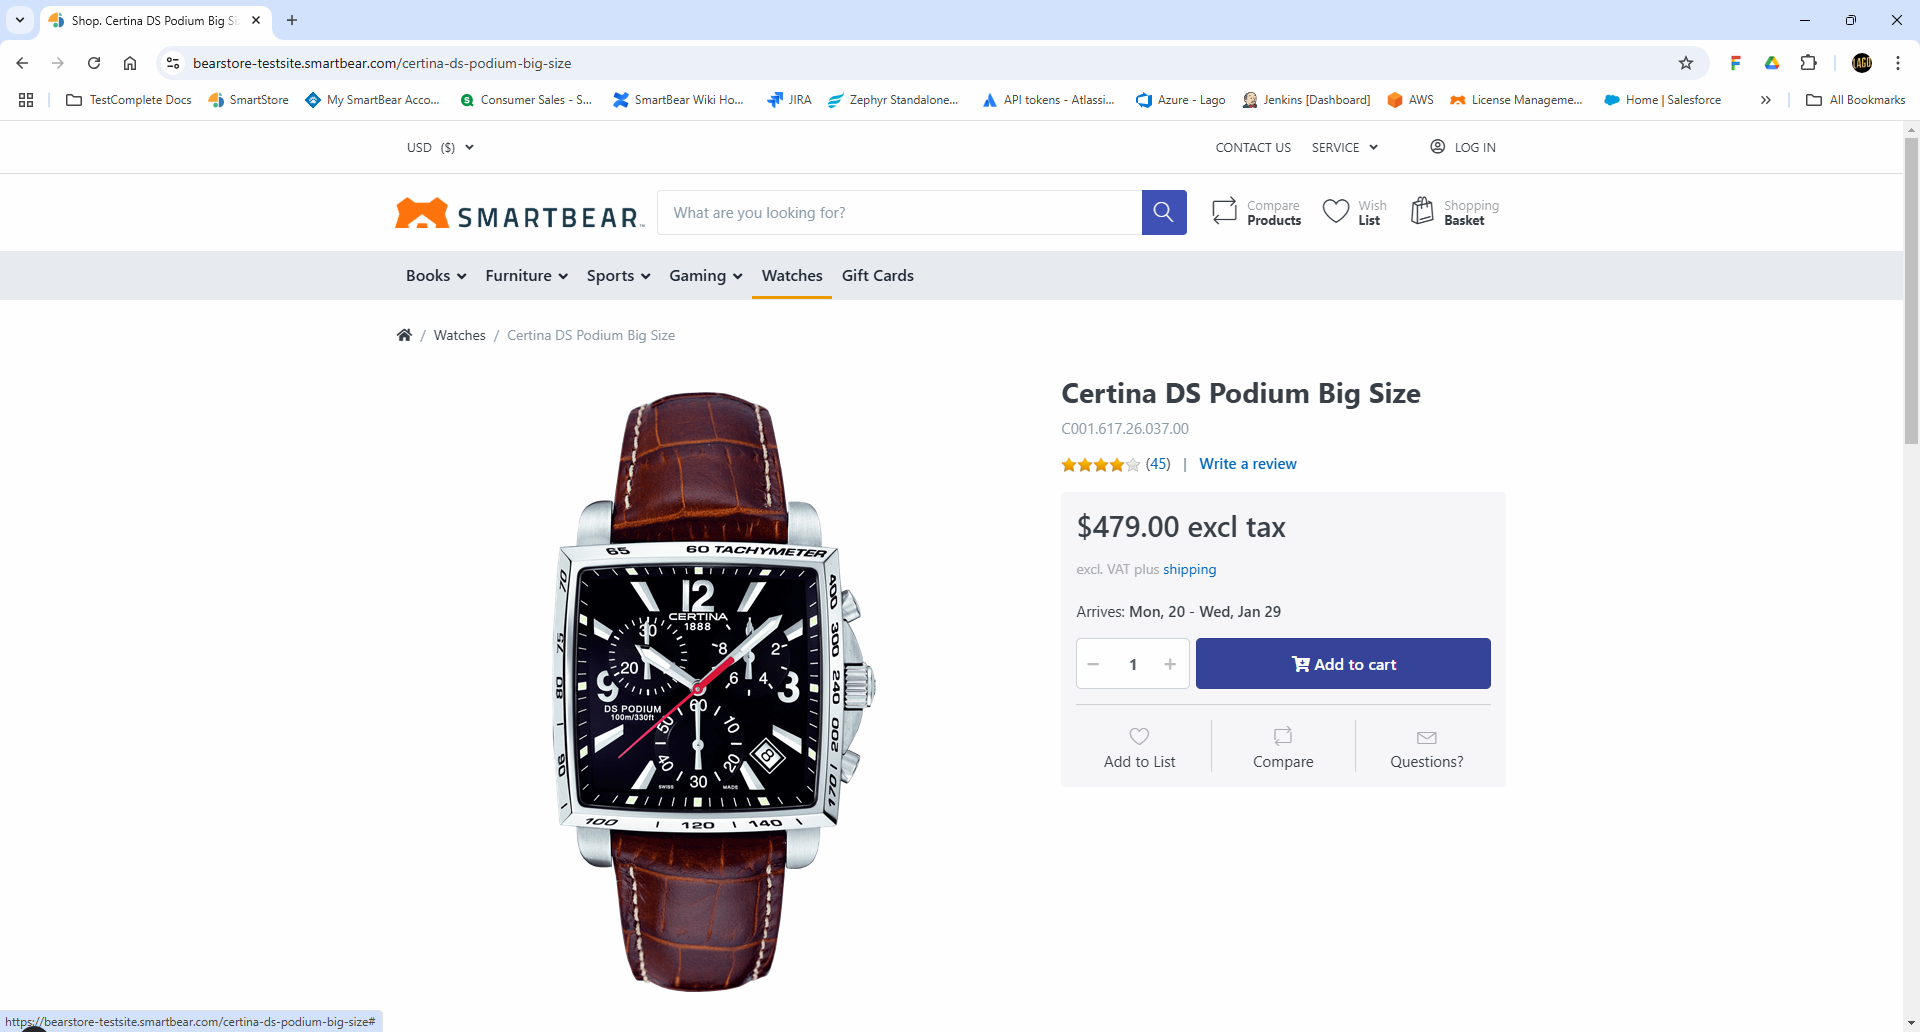 Shop. Certina DS Podium Big Si
bearstore-testsite.smartbear.com/certina-ds-podium-big-size
TestComplete Docs
SmartStore
My SmartBear Acco...
Consumer Sales - S...
SmartBear Wiki Ho...
JIRA
Zephyr Standalone...
API tokens - Atlassi...
Azure - Lago
Jenkins [Dashboard]
AWS
License Manageme...
Home | Salesforce
All Bookmarks
USD ($)
CONTACT US
SERVICE
LOG IN
SMARTBEAR
What are you looking for?
Compare
Products
Wish
List
Shopping
Basket
Books
Furniture
Sports
Gaming
Watches
Gift Cards
/ Watches / Certina DS Podium Big Size
Certina DS Podium Big Size
C001.617.26.037.00
(45) | Write a review
$479.00 excl tax
excl. VAT plus shipping
Arrives: Mon, 20 - Wed, Jan 29
− 1 +
Add to cart
Add to List
Compare
Questions?
65 60 TACHYMETER
400
300
240
200
170
140
120
100
90
80
75
70
12
CERTINA
1888
30
20
8
2
6
4
9
3
DS PODIUM
100m/330ft
60
50
10
40
20
30
8
SWISS MADE
https://bearstore-testsite.smartbear.com/certina-ds-podium-big-size#